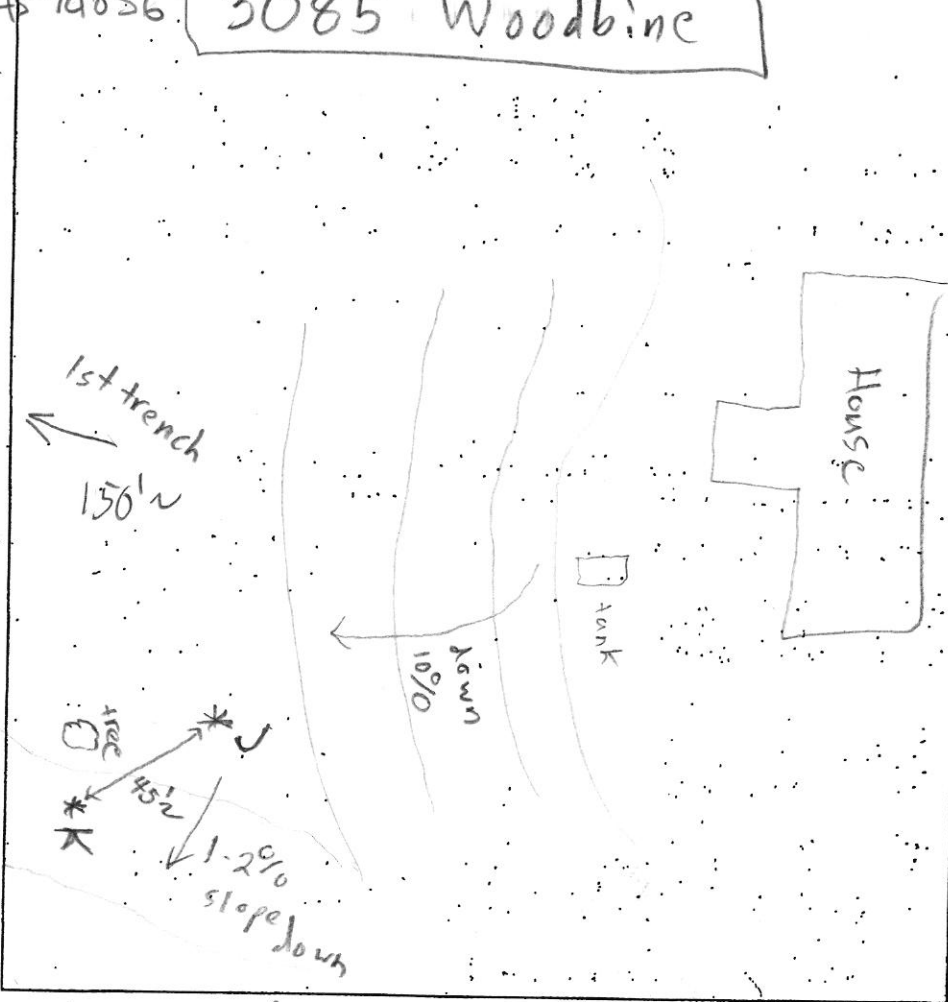 3085 Woodbine
House
1st trench
150'~
tank
down
10%
tree
* J
45'~
* K
1-2%
slope down